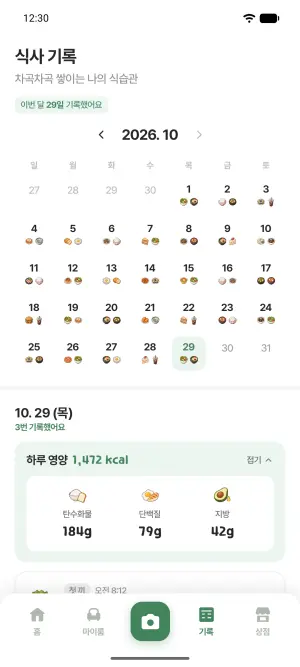 12:30
식사 기록
차곡차곡 쌓이는 나의 식습관
이번 달 29일 기록했어요
2026. 10
일 월 화 수 목 금 토
27 28 29 30 1 2 3
4 5 6 7 8 9 10
11 12 13 14 15 16 17
18 19 20 21 22 23 24
25 26 27 28 29 30 31
10. 29 (목)
3번 기록했어요
하루 영양 1,472 kcal 접기
탄수화물 단백질 지방
184g 79g 42g
첫 끼 오전 8:12
홈 마이룸 기록 상점